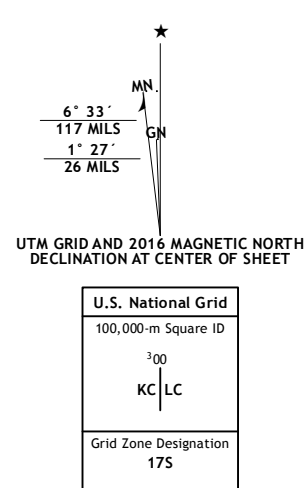 ★
MN.
6° 33´
117 MILS
GN
1° 27´
26 MILS
UTM GRID AND 2016 MAGNETIC NORTH
DECLINATION AT CENTER OF SHEET
U.S. National Grid
100,000-m Square ID
³00
KC LC
Grid Zone Designation
17S